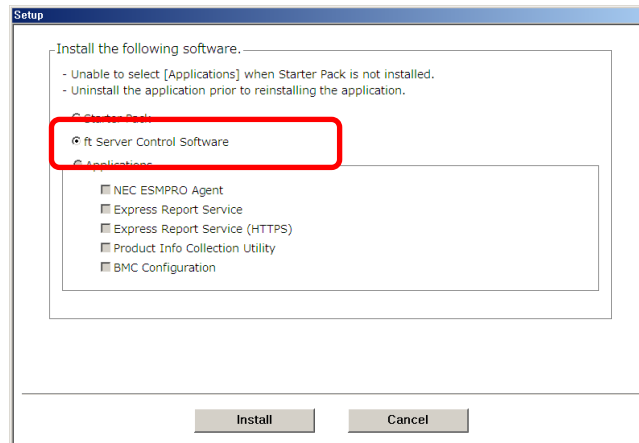 Setup
Install the following software.
- Unable to select [Applications] when Starter Pack is not installed.
- Uninstall the application prior to reinstalling the application.
Starter Pack
ft Server Control Software
Applications
NEC ESMPRO Agent
Express Report Service
Express Report Service (HTTPS)
Product Info Collection Utility
BMC Configuration
Install
Cancel